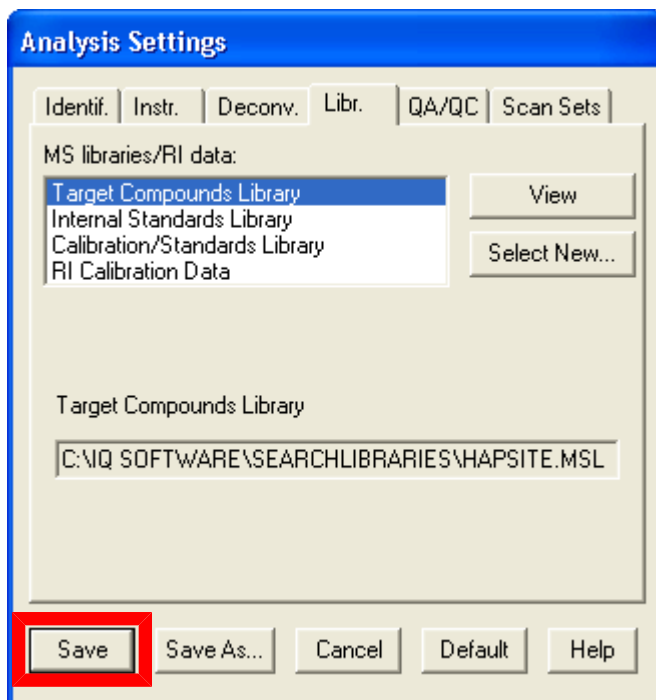 Analysis Settings
Identif. Instr. Deconv. Libr. QA/QC Scan Sets
MS libraries/RI data:
Target Compounds Library
Internal Standards Library
Calibration/Standards Library
RI Calibration Data
View
Select New...
Target Compounds Library
C:\IQ SOFTWARE\SEARCHLIBRARIES\HAPSITE.MSL
Save Save As... Cancel Default Help